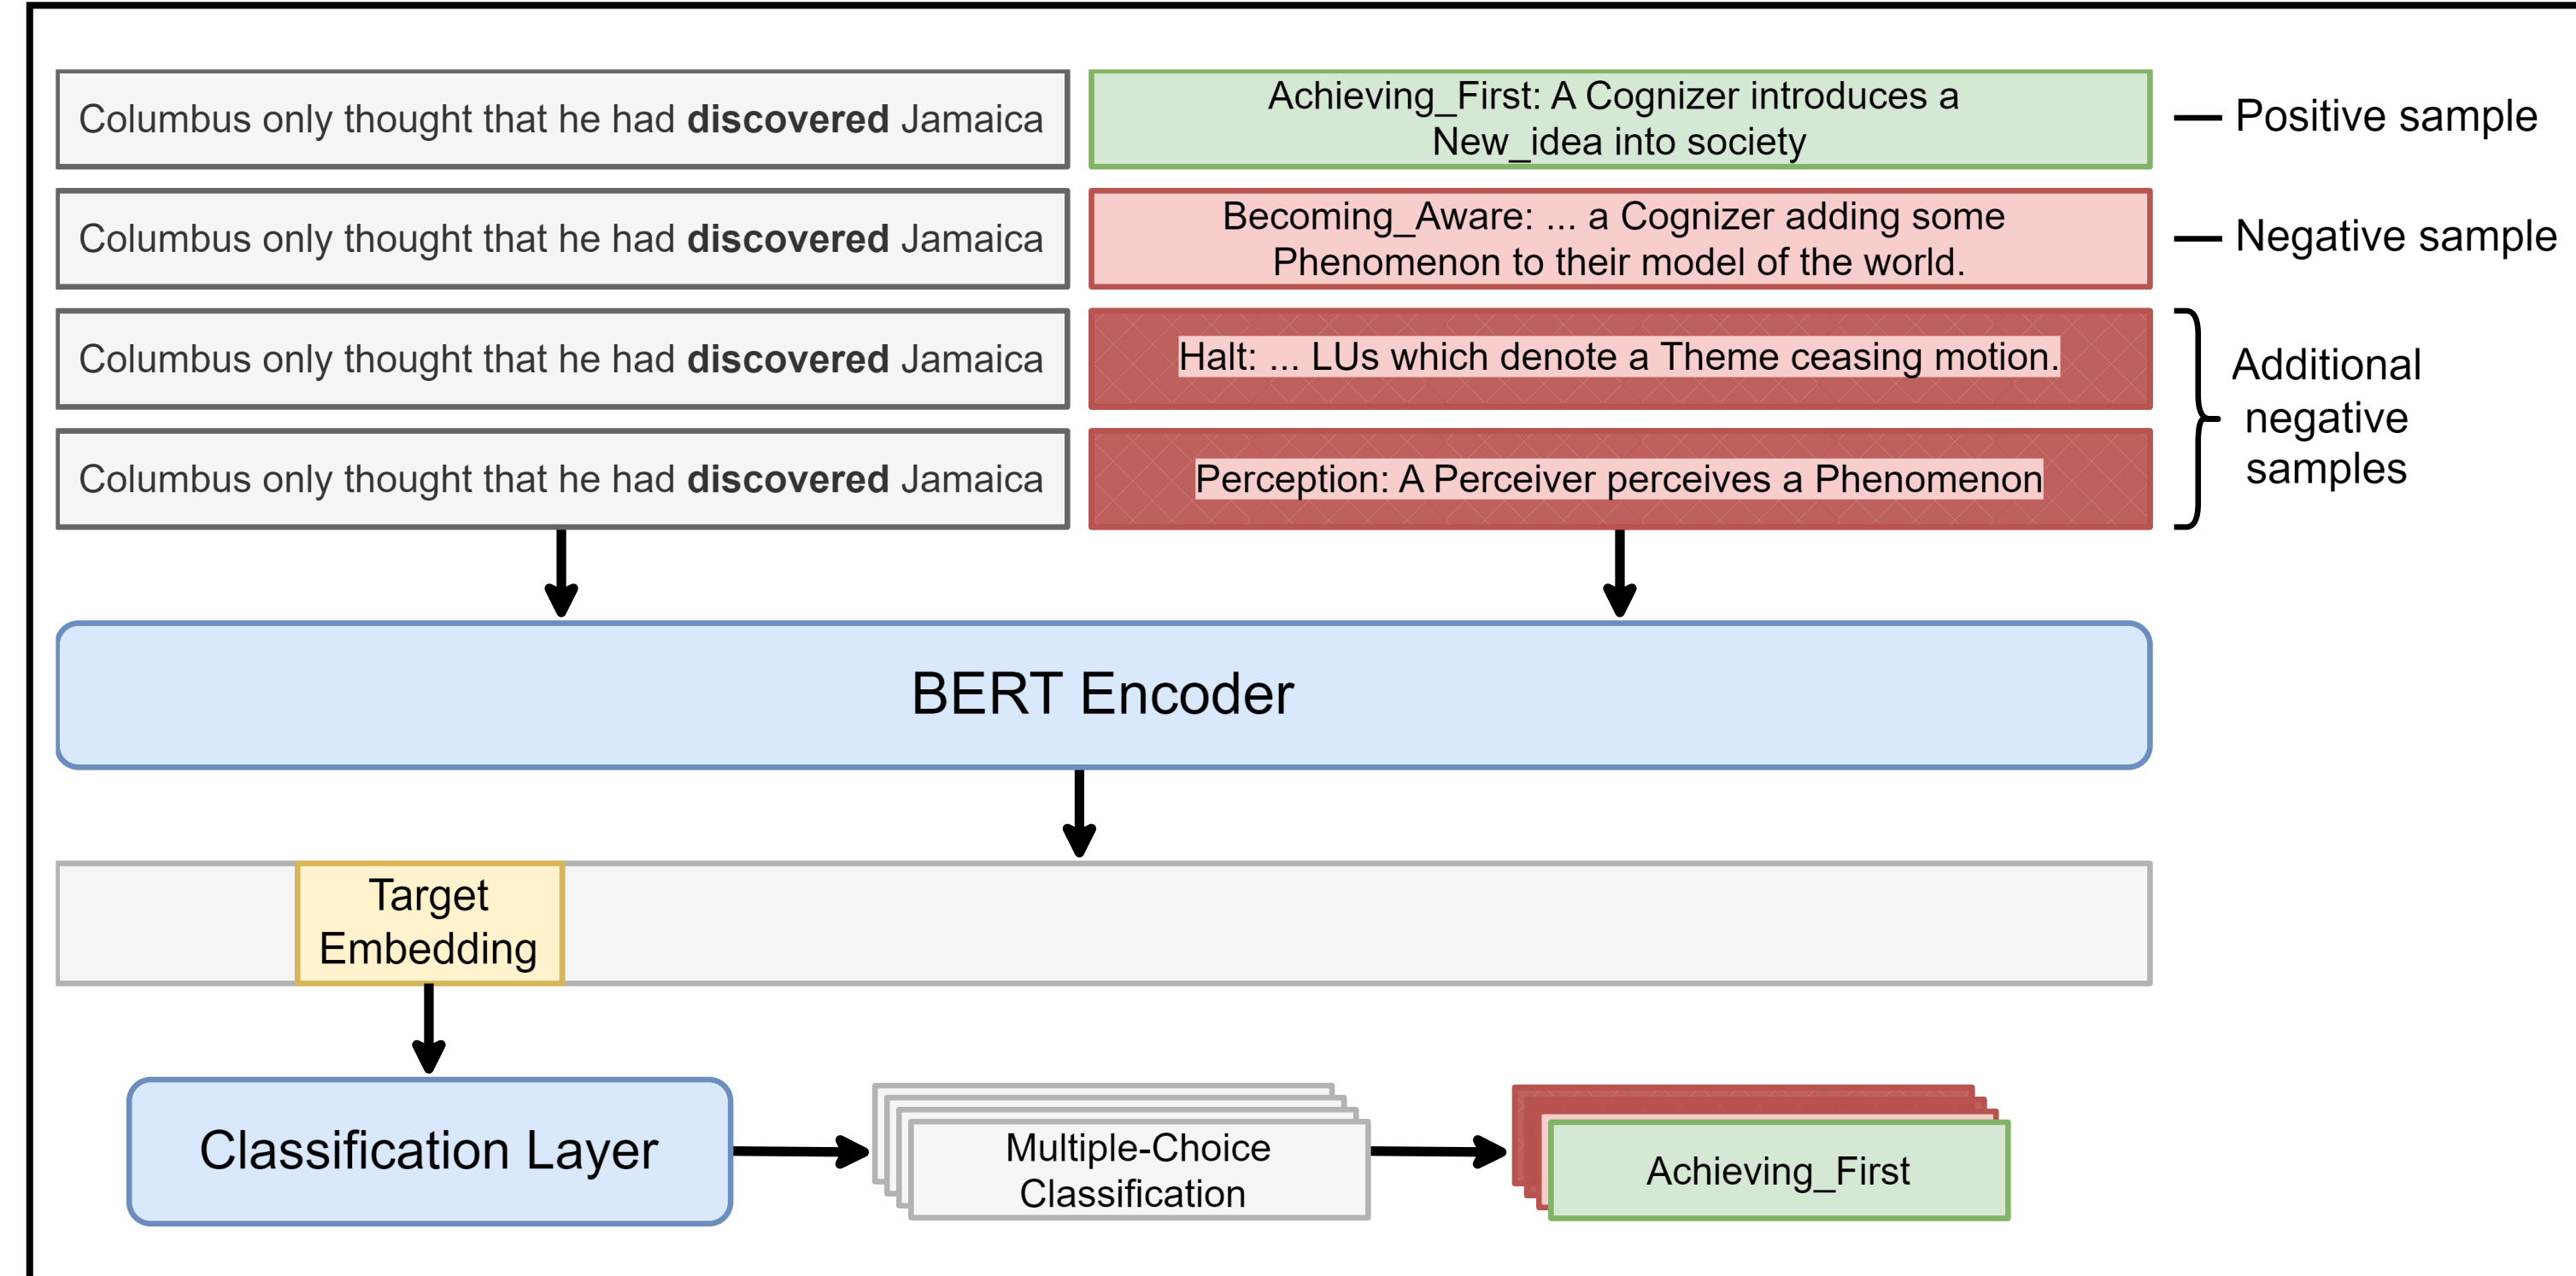 Columbus only thought that he had discovered Jamaica
Achieving_First: A Cognizer introduces a
New_idea into society
Positive sample
Columbus only thought that he had discovered Jamaica
Becoming_Aware: ... a Cognizer adding some
Phenomenon to their model of the world.
Negative sample
Columbus only thought that he had discovered Jamaica
Halt: ... LUs which denote a Theme ceasing motion.
Columbus only thought that he had discovered Jamaica
Perception: A Perceiver perceives a Phenomenon
Additional
negative
samples
BERT Encoder
Target
Embedding
Classification Layer
Multiple-Choice
Classification
Achieving_First